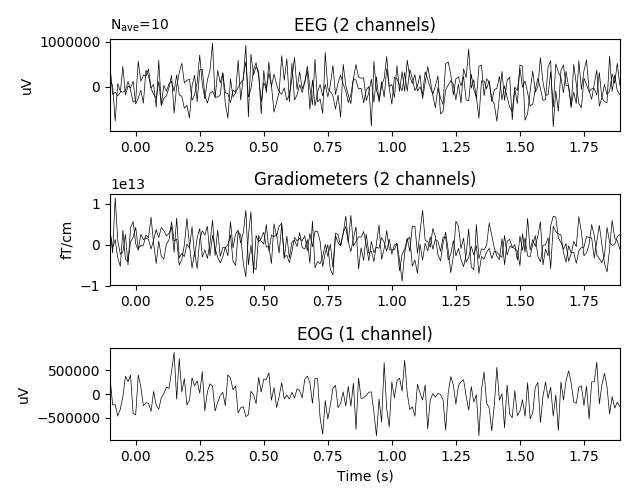 N_ave=10
EEG (2 channels)
1000000
0
uV
0.00 0.25 0.50 0.75 1.00 1.25 1.50 1.75
1e13
Gradiometers (2 channels)
1
0
−1
fT/cm
0.00 0.25 0.50 0.75 1.00 1.25 1.50 1.75
EOG (1 channel)
500000
0
−500000
uV
0.00 0.25 0.50 0.75 1.00 1.25 1.50 1.75
Time (s)